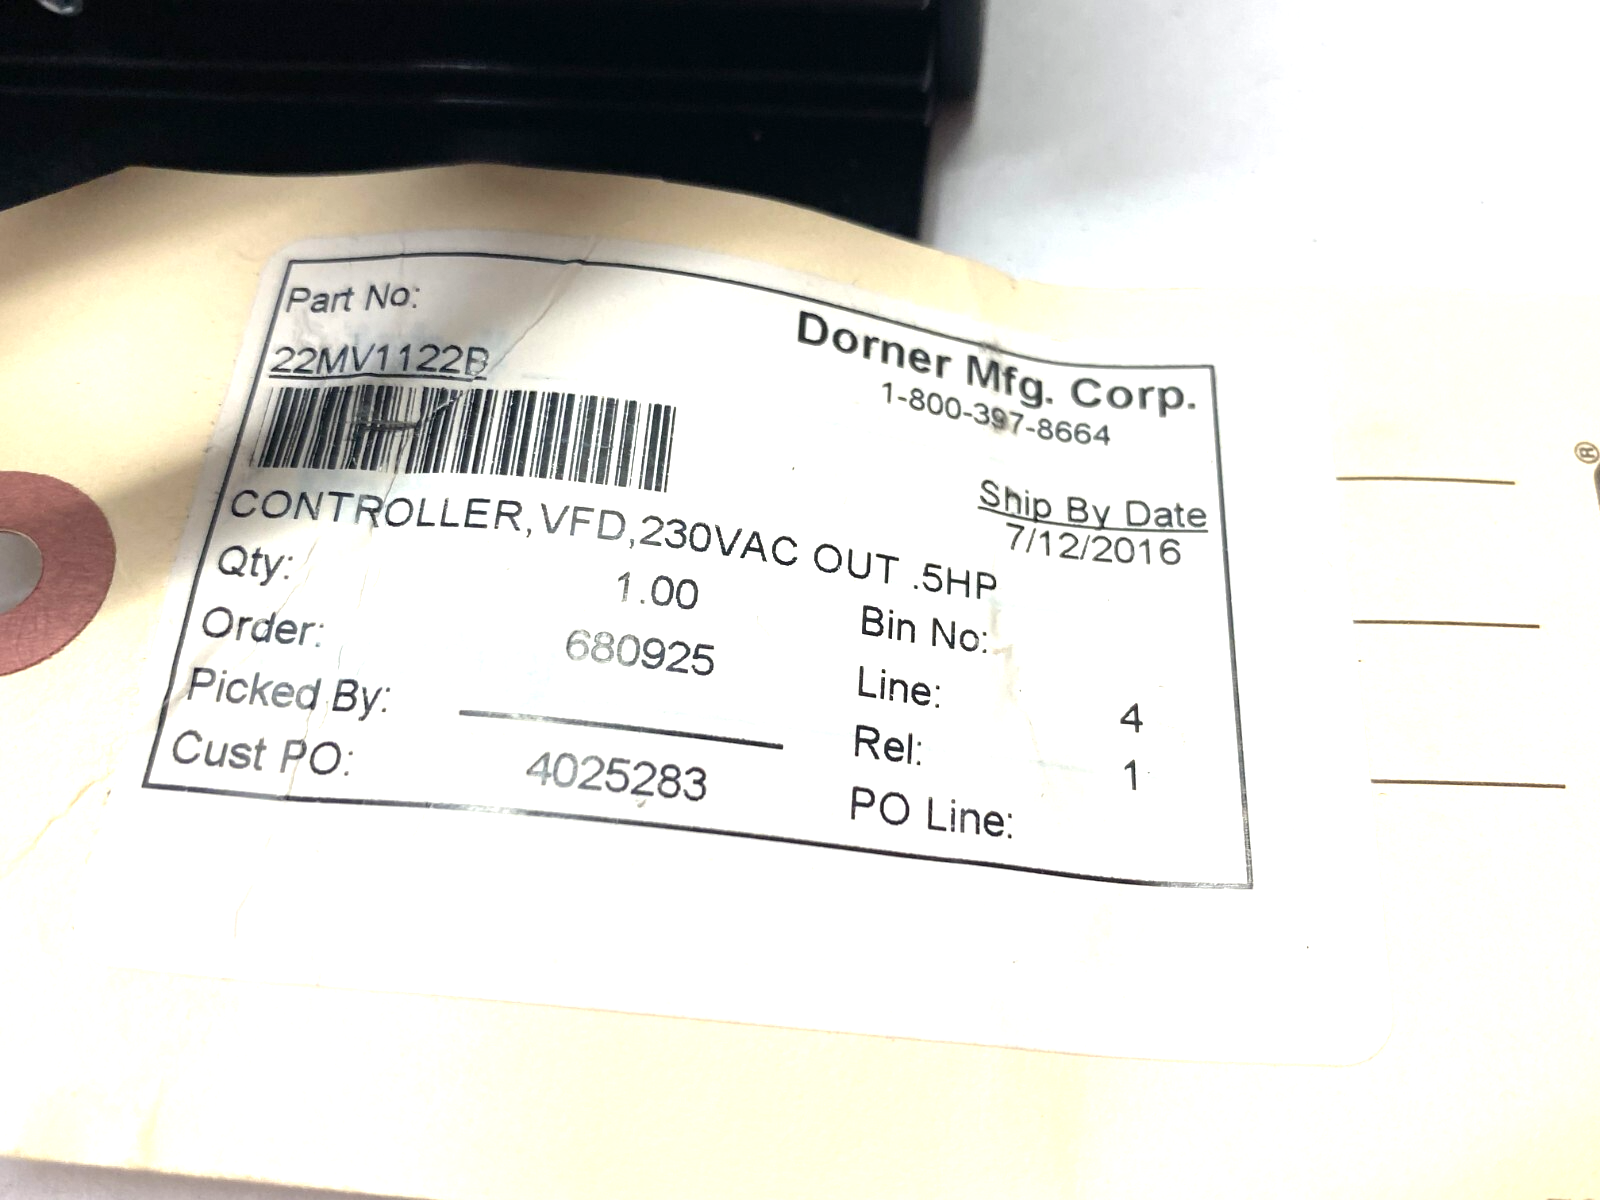 Part No:
22MV1122B
Dorner Mfg. Corp.
1-800-397-8664
Ship By Date
7/12/2016
CONTROLLER,VFD,230VAC OUT .5HP
Qty: 1.00
Bin No:
Order: 680925
Line: 4
Picked By:
Rel: 1
Cust PO: 4025283
PO Line:
®